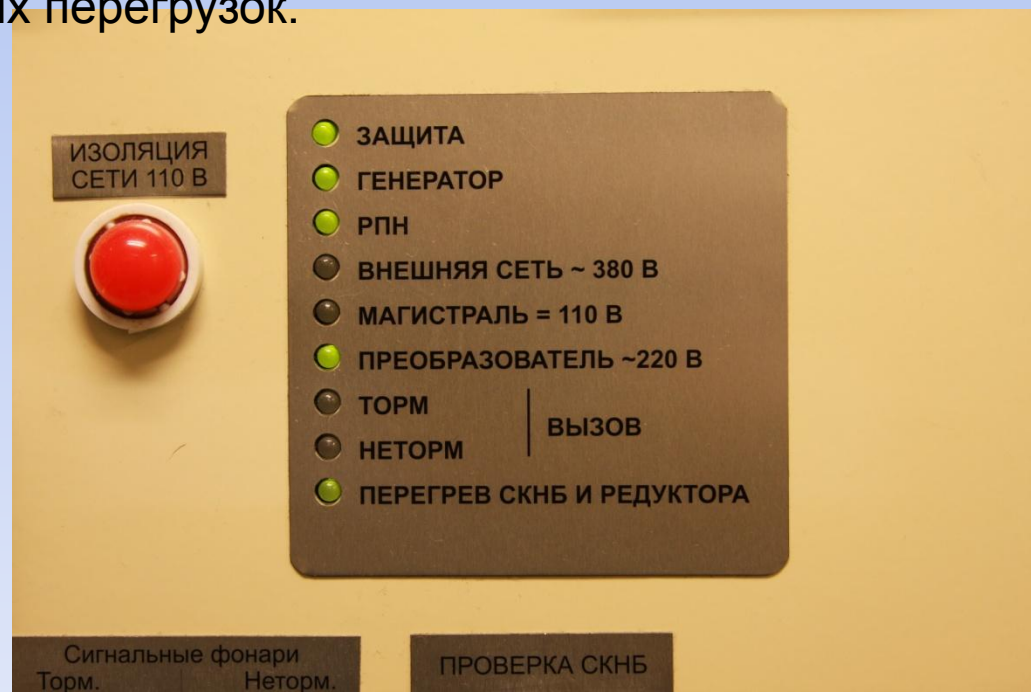 их перегрузок.
ИЗОЛЯЦИЯ
СЕТИ 110 В
ЗАЩИТА
ГЕНЕРАТОР
РПН
ВНЕШНЯЯ СЕТЬ ~ 380 В
МАГИСТРАЛЬ = 110 В
ПРЕОБРАЗОВАТЕЛЬ ~220 В
ТОРМ
ВЫЗОВ
НЕТОРМ
ПЕРЕГРЕВ СКНБ И РЕДУКТОРА
Сигнальные фонари
Торм. Неторм.
ПРОВЕРКА СКНБ